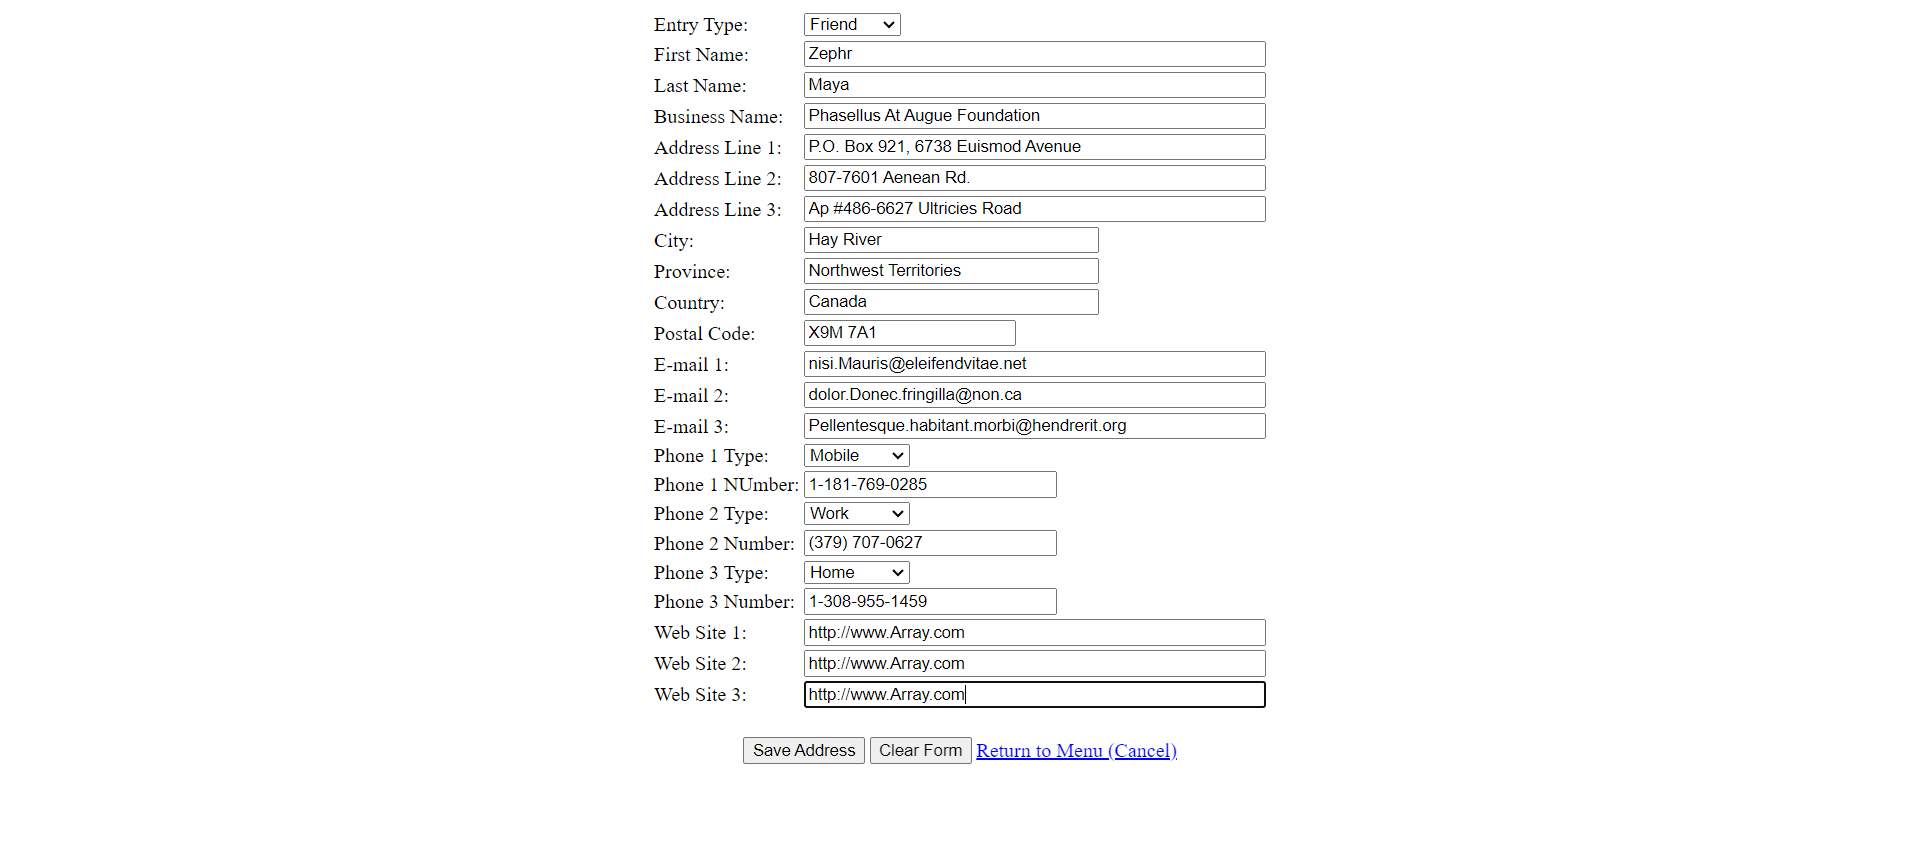 Entry Type: Friend
First Name: Zephr
Last Name: Maya
Business Name: Phasellus At Augue Foundation
Address Line 1: P.O. Box 921, 6738 Euismod Avenue
Address Line 2: 807-7601 Aenean Rd.
Address Line 3: Ap #486-6627 Ultricies Road
City: Hay River
Province: Northwest Territories
Country: Canada
Postal Code: X9M 7A1
E-mail 1: nisi.Mauris@eleifendvitae.net
E-mail 2: dolor.Donec.fringilla@non.ca
E-mail 3: Pellentesque.habitant.morbi@hendrerit.org
Phone 1 Type: Mobile
Phone 1 NUmber: 1-181-769-0285
Phone 2 Type: Work
Phone 2 Number: (379) 707-0627
Phone 3 Type: Home
Phone 3 Number: 1-308-955-1459
Web Site 1: http://www.Array.com
Web Site 2: http://www.Array.com
Web Site 3: http://www.Array.com
Save Address Clear Form Return to Menu (Cancel)